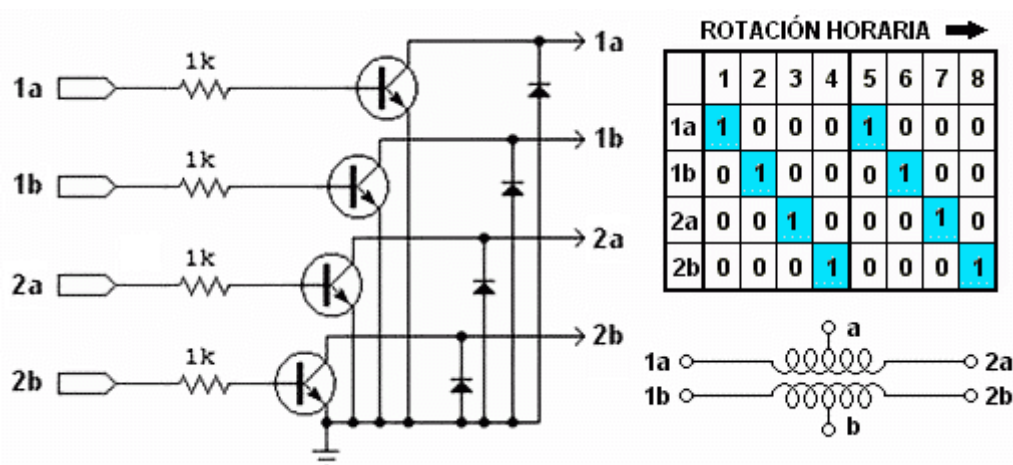 1a 1k 1a
1b 1k 1b
2a 1k 2a
2b 1k 2b
ROTACIÓN HORARIA
1 2 3 4 5 6 7 8
1a 1 0 0 0 1 0 0 0
1b 0 1 0 0 0 1 0 0
2a 0 0 1 0 0 0 1 0
2b 0 0 0 1 0 0 0 1
a
1a 2a
1b 2b
b